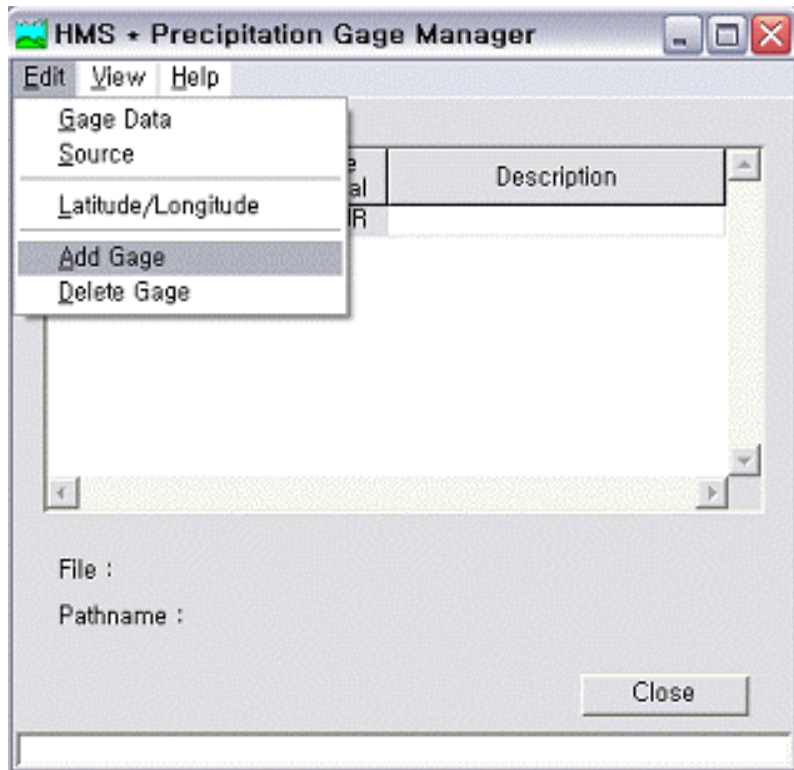 HMS * Precipitation Gage Manager
Edit View Help
Gage Data
Source
Latitude/Longitude
Add Gage
Delete Gage
Description
File :
Pathname :
Close